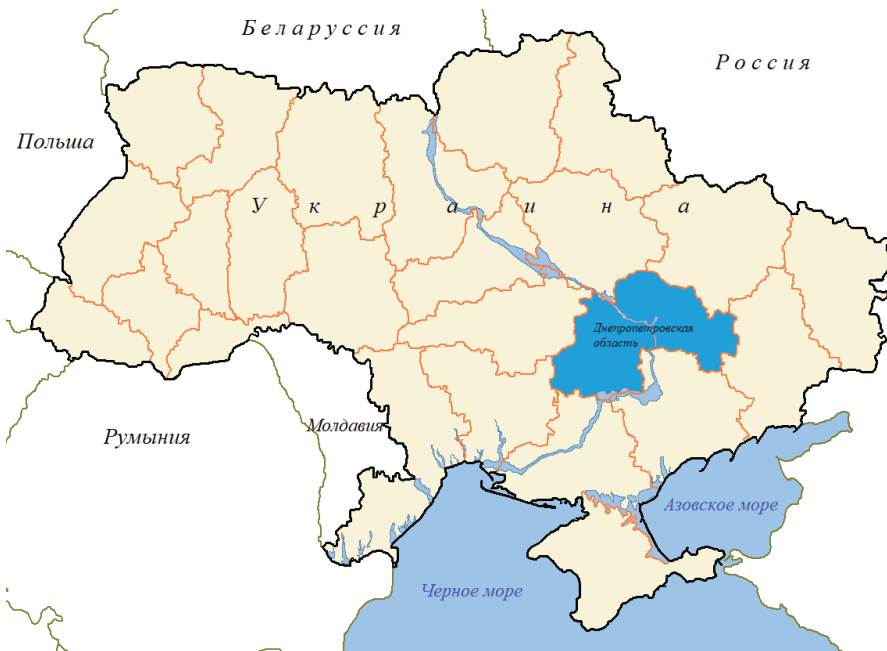 Беларуссия
Россия
Польша
Украина
Днепропетровская
область
Румыния
Молдавия
Азовское море
Черное море